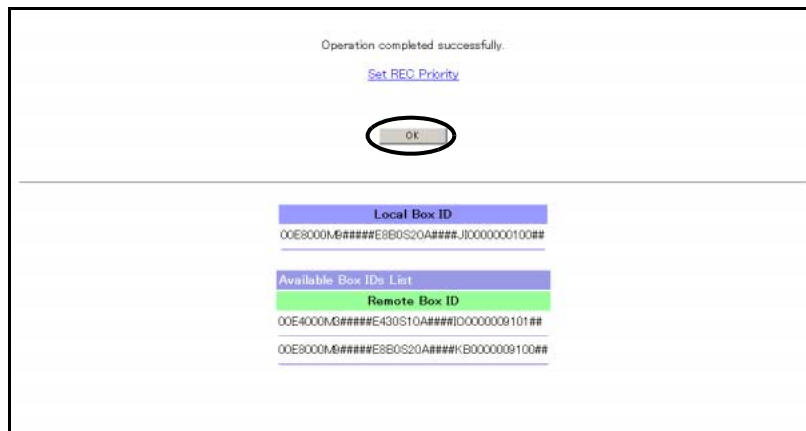 Operation completed successfully.
Set REC Priority
OK
Local Box ID
00E8000M9#####E8B0S20A####JI0000000100##
Available Box IDs List
Remote Box ID
00E4000M3#####E430S10A####IO0000009101##
00E8000M9#####E8B0S20A####KB0000009100##